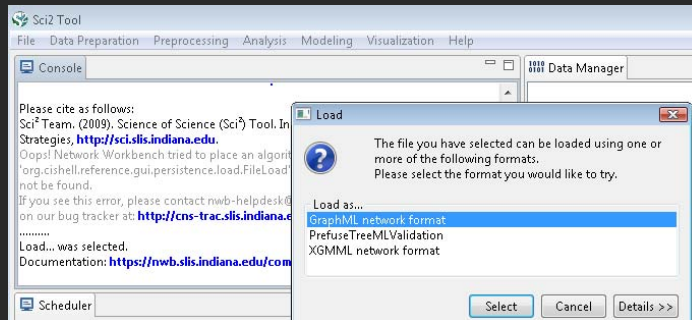 Sci2 Tool
File Data Preparation Preprocessing Analysis Modeling Visualization Help
Console
Data Manager
Please cite as follows:
Sci² Team. (2009). Science of Science (Sci²) Tool. In
Strategies, http://sci.slis.indiana.edu.
Oops! Network Workbench tried to place an algorit
'org.cishell.reference.gui.persistence.load.FileLoad'
not be found.
If you see this error, please contact nwb-helpdesk@
on our bug tracker at: http://cns-trac.slis.indiana.e
..........
Load... was selected.
Documentation: https://nwb.slis.indiana.edu/com
Scheduler
Load
The file you have selected can be loaded using one or
more of the following formats.
Please select the format you would like to try.
Load as...
GraphML network format
PrefuseTreeMLValidation
XGMML network format
Select Cancel Details >>